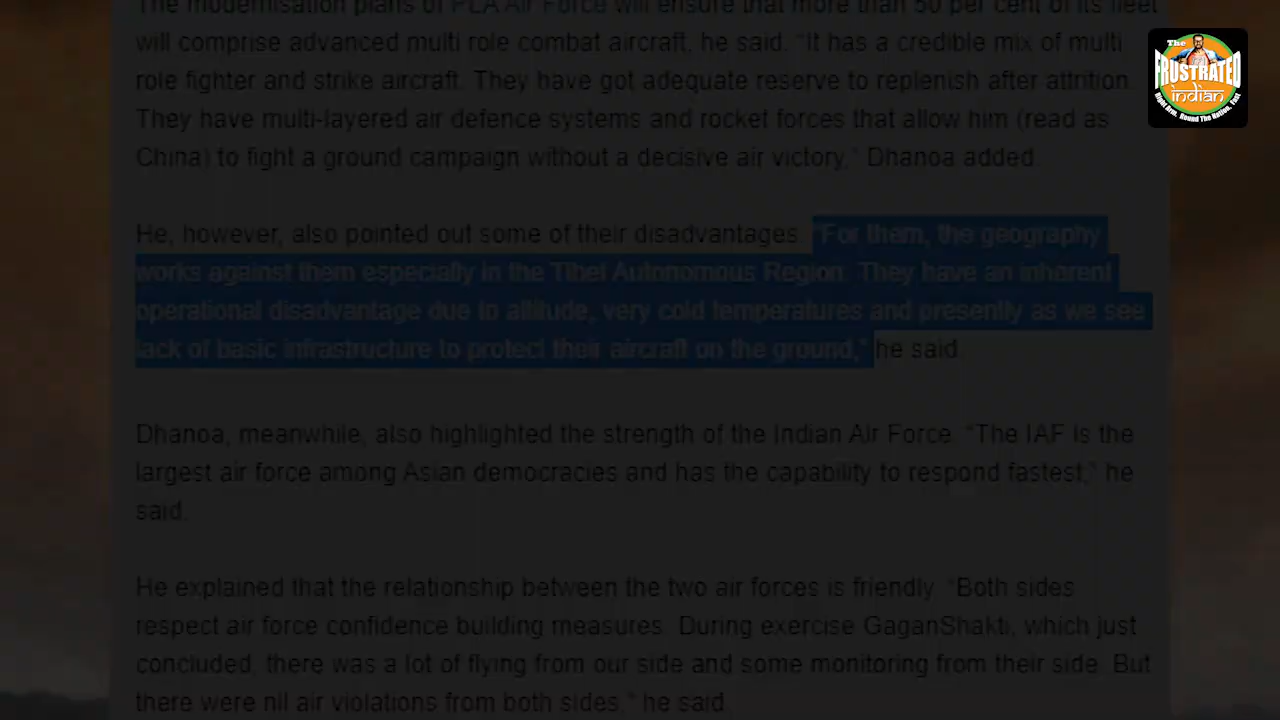 The modernisation plans of PLA Air Force will ensure that more than 50 per cent of its fleet
will comprise advanced multi role combat aircraft, he said. "It has a credible mix of multi
role fighter and strike aircraft. They have got adequate reserve to replenish after attrition.
They have multi-layered air defence systems and rocket forces that allow him (read as
China) to fight a ground campaign without a decisive air victory," Dhanoa added.
He, however, also pointed out some of their disadvantages. "For them, the geography
works against them especially in the Tibet Autonomous Region. They have an inherent
operational disadvantage due to altitude, very cold temperatures and presently as we see
lack of basic infrastructure to protect their aircraft on the ground," he said.
Dhanoa, meanwhile, also highlighted the strength of the Indian Air Force. "The IAF is the
largest air force among Asian democracies and has the capability to respond fastest," he
said.
He explained that the relationship between the two air forces is friendly. "Both sides
respect air force confidence building measures. During exercise GaganShakti, which just
concluded, there was a lot of flying from our side and some monitoring from their side. But
there were nil air violations from both sides," he said.
The
FRUSTRATED
indian
Right Arm. Round The Nation. Fast